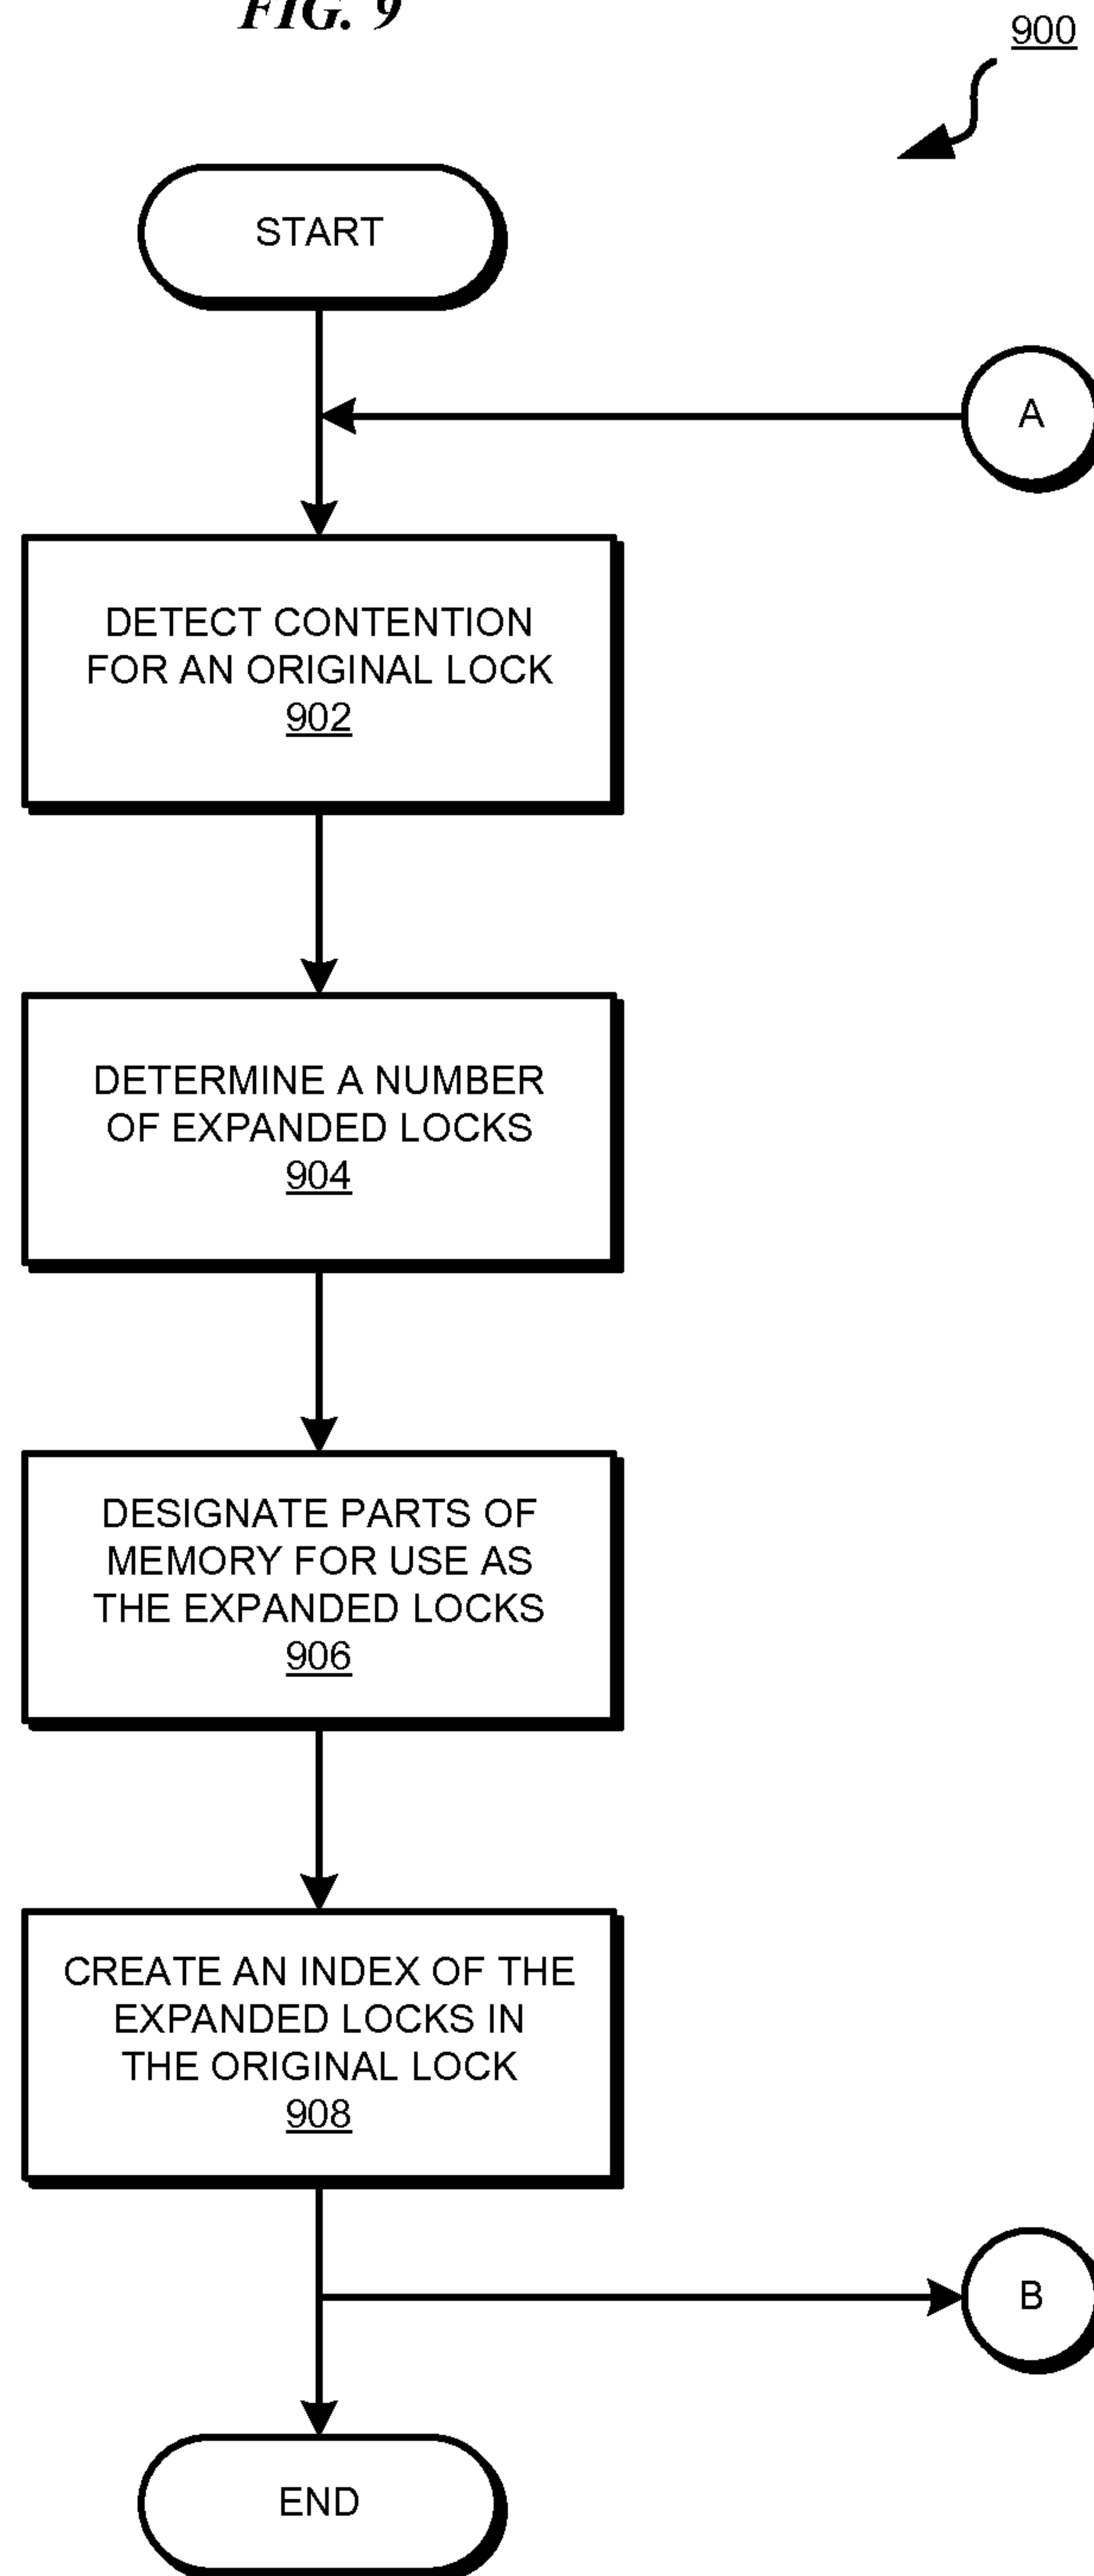 FIG. 9
900
START
A
DETECT CONTENTION
FOR AN ORIGINAL LOCK
902
DETERMINE A NUMBER
OF EXPANDED LOCKS
904
DESIGNATE PARTS OF
MEMORY FOR USE AS
THE EXPANDED LOCKS
906
CREATE AN INDEX OF THE
EXPANDED LOCKS IN
THE ORIGINAL LOCK
908
B
END